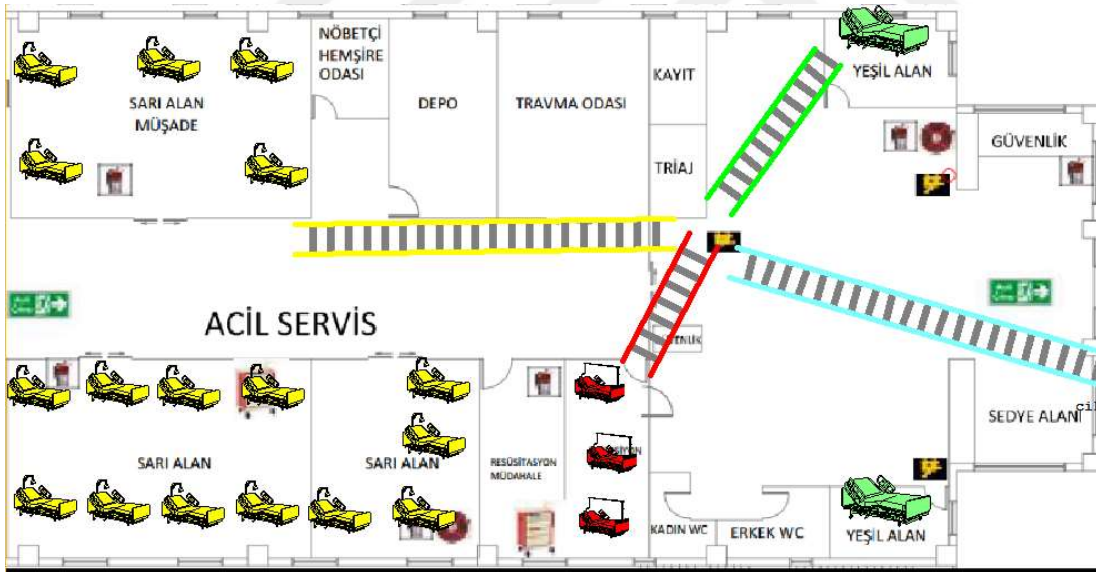 NÖBETÇİ
HEMŞİRE
ODASI
KAYIT
YEŞİL ALAN
SARI ALAN
MÜŞADE
DEPO
TRAVMA ODASI
GÜVENLİK
TRİAJ
ACİL SERVİS
SEDYE ALANI
SARI ALAN
SARI ALAN
RESÜSİTASYON
MÜDAHALE
KADIN WC
ERKEK WC
YEŞİL ALAN